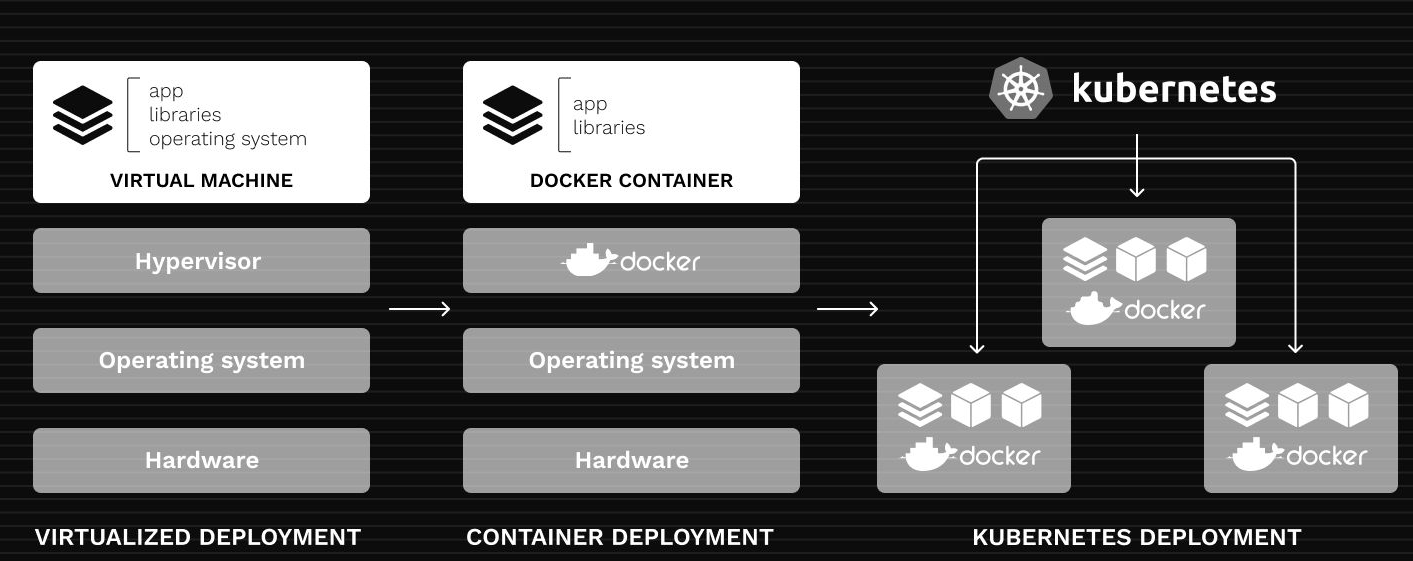 app
libraries
operating system
VIRTUAL MACHINE
Hypervisor
Operating system
Hardware
VIRTUALIZED DEPLOYMENT
app
libraries
DOCKER CONTAINER
docker
Operating system
Hardware
CONTAINER DEPLOYMENT
kubernetes
docker
docker
docker
KUBERNETES DEPLOYMENT